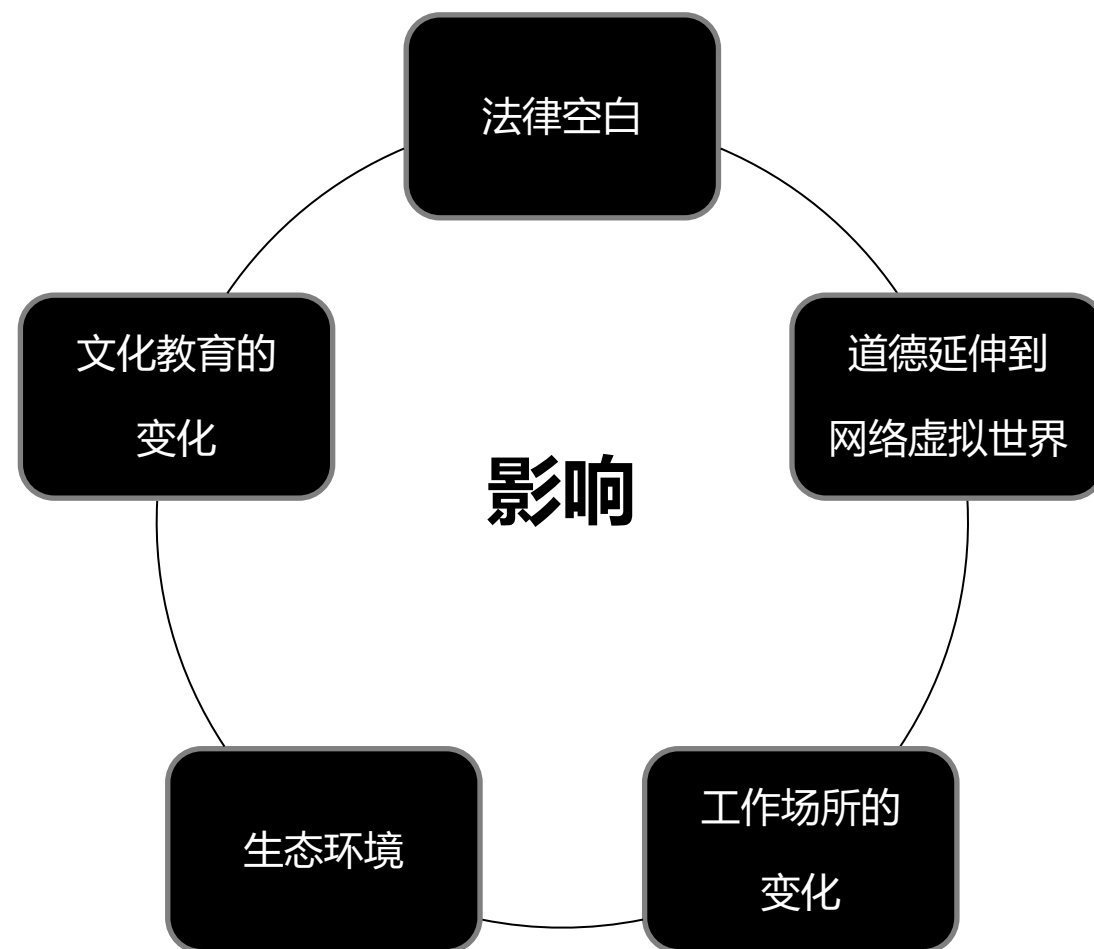 法律空白
文化教育的
变化
道德延伸到
网络虚拟世界
影响
生态环境
工作场所的
变化